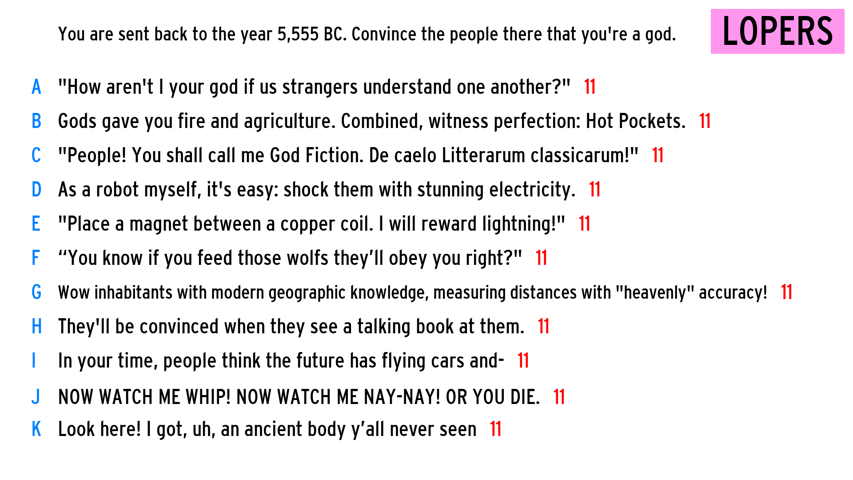 You are sent back to the year 5,555 BC. Convince the people there that you're a god.
LOPERS
A "How aren't I your god if us strangers understand one another?" 11
B Gods gave you fire and agriculture. Combined, witness perfection: Hot Pockets. 11
C "People! You shall call me God Fiction. De caelo Litterarum classicarum!" 11
D As a robot myself, it's easy: shock them with stunning electricity. 11
E "Place a magnet between a copper coil. I will reward lightning!" 11
F “You know if you feed those wolfs they’ll obey you right?" 11
G Wow inhabitants with modern geographic knowledge, measuring distances with "heavenly" accuracy! 11
H They'll be convinced when they see a talking book at them. 11
I In your time, people think the future has flying cars and- 11
J NOW WATCH ME WHIP! NOW WATCH ME NAY-NAY! OR YOU DIE. 11
K Look here! I got, uh, an ancient body y’all never seen 11